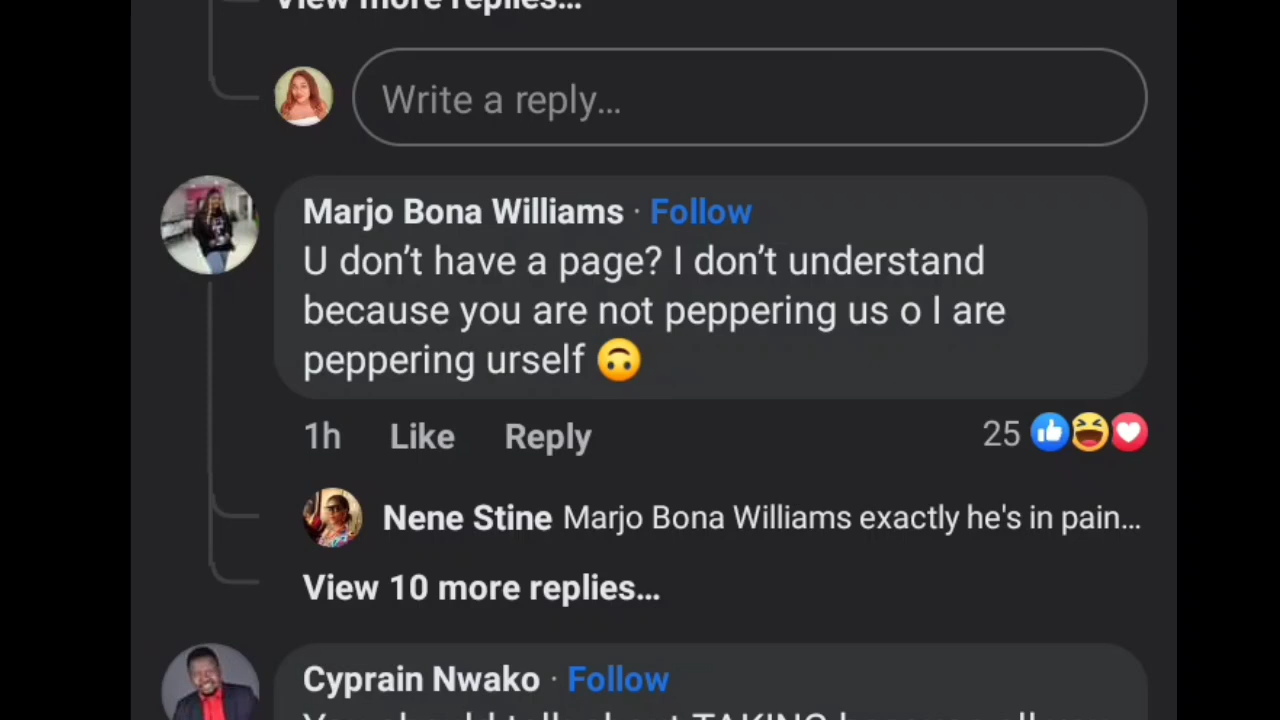 View more replies...
Write a reply...
Marjo Bona Williams · Follow
U don't have a page? I don't understand
because you are not peppering us o I are
peppering urself 🙃
1h Like Reply 25
Nene Stine Marjo Bona Williams exactly he's in pain...
View 10 more replies...
Cyprain Nwako · Follow